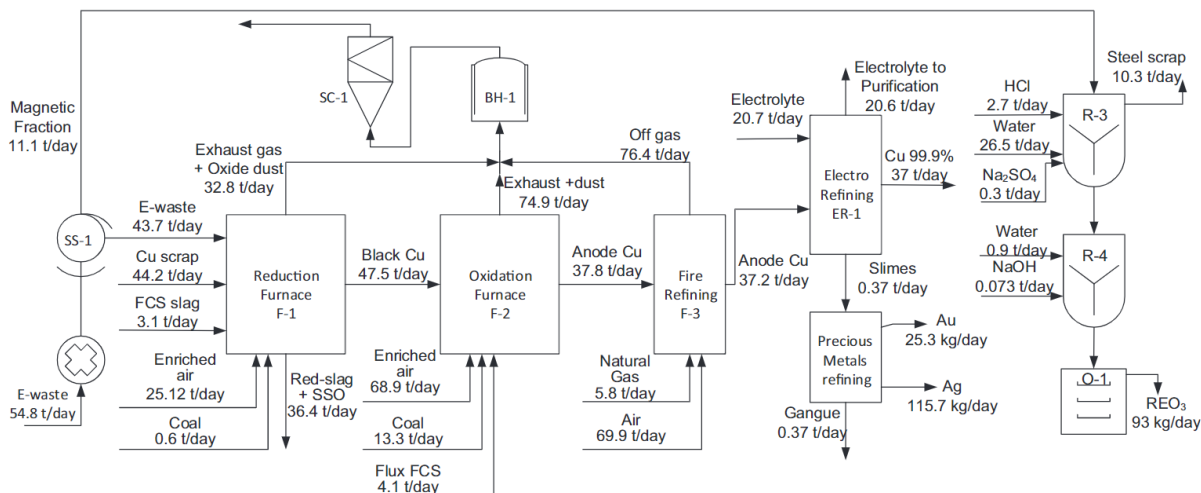 Magnetic
Fraction
11.1 t/day
SS-1
E-waste
54.8 t/day
E-waste
43.7 t/day
Cu scrap
44.2 t/day
FCS slag
3.1 t/day
Enriched
air
25.12 t/day
Coal
0.6 t/day
Exhaust gas
+ Oxide dust
32.8 t/day
Reduction
Furnace
F-1
Red-slag
+ SSO
36.4 t/day
SC-1
BH-1
Black Cu
47.5 t/day
Exhaust +dust
74.9 t/day
Oxidation
Furnace
F-2
Enriched
air
68.9 t/day
Coal
13.3 t/day
Flux FCS
4.1 t/day
Off gas
76.4 t/day
Anode Cu
37.8 t/day
Fire
Refining
F-3
Natural
Gas
5.8 t/day
Air
69.9 t/day
Anode Cu
37.2 t/day
Electrolyte
20.7 t/day
Electrolyte to
Purification
20.6 t/day
Electro
Refining
ER-1
Cu 99.9%
37 t/day
Slimes
0.37 t/day
Precious
Metals
refining
Au
25.3 kg/day
Ag
115.7 kg/day
Gangue
0.37 t/day
HCl
2.7 t/day
Water
26.5 t/day
Na₂SO₄
0.3 t/day
R-3
Steel scrap
10.3 t/day
Water
0.9 t/day
NaOH
0.073 t/day
R-4
O-1
REO₃
93 kg/day